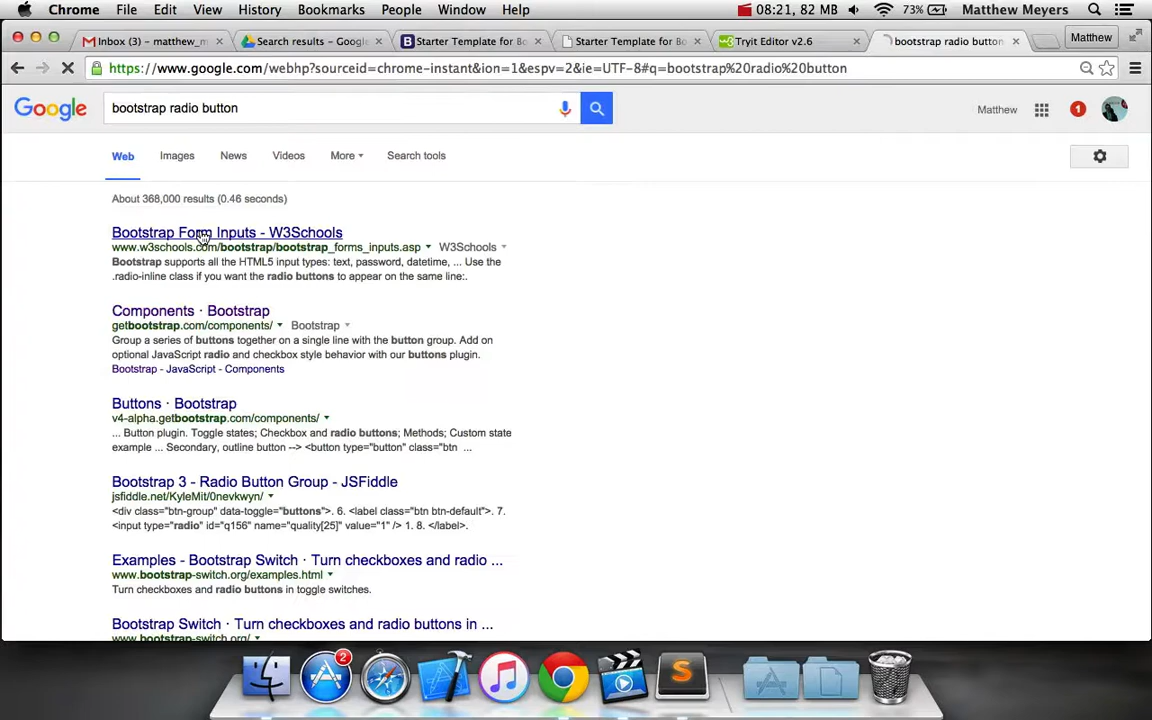 Chrome File Edit View History Bookmarks People Window Help 08:21, 82 MB 73% Matthew Meyers
Inbox (3) – matthew_m × Search results – Google × Starter Template for Bo × Starter Template for Bo × Tryit Editor v2.6 × bootstrap radio button × Matthew
https://www.google.com/webhp?sourceid=chrome-instant&ion=1&espv=2&ie=UTF-8#q=bootstrap%20radio%20button
Google bootstrap radio button Matthew 1
Web Images News Videos More Search tools
About 368,000 results (0.46 seconds)
Bootstrap Form Inputs - W3Schools
www.w3schools.com/bootstrap/bootstrap_forms_inputs.asp W3Schools
Bootstrap supports all the HTML5 input types: text, password, datetime, ... Use the
.radio-inline class if you want the radio buttons to appear on the same line:.
Components · Bootstrap
getbootstrap.com/components/ Bootstrap
Group a series of buttons together on a single line with the button group. Add on
optional JavaScript radio and checkbox style behavior with our buttons plugin.
Bootstrap - JavaScript - Components
Buttons · Bootstrap
v4-alpha.getbootstrap.com/components/
... Button plugin. Toggle states; Checkbox and radio buttons; Methods; Custom state
example ... Secondary, outline button --> <button type="button" class="btn ...
Bootstrap 3 - Radio Button Group - JSFiddle
jsfiddle.net/KyleMit/0nevkwyn/
<div class="btn-group" data-toggle="buttons">. 6. <label class="btn btn-default">. 7.
<input type="radio" id="q156" name="quality[25]" value="1" /> 1. 8. </label>.
Examples - Bootstrap Switch · Turn checkboxes and radio ...
www.bootstrap-switch.org/examples.html
Turn checkboxes and radio buttons in toggle switches.
Bootstrap Switch · Turn checkboxes and radio buttons in ...
www.bootstrap-switch.org/
2
S